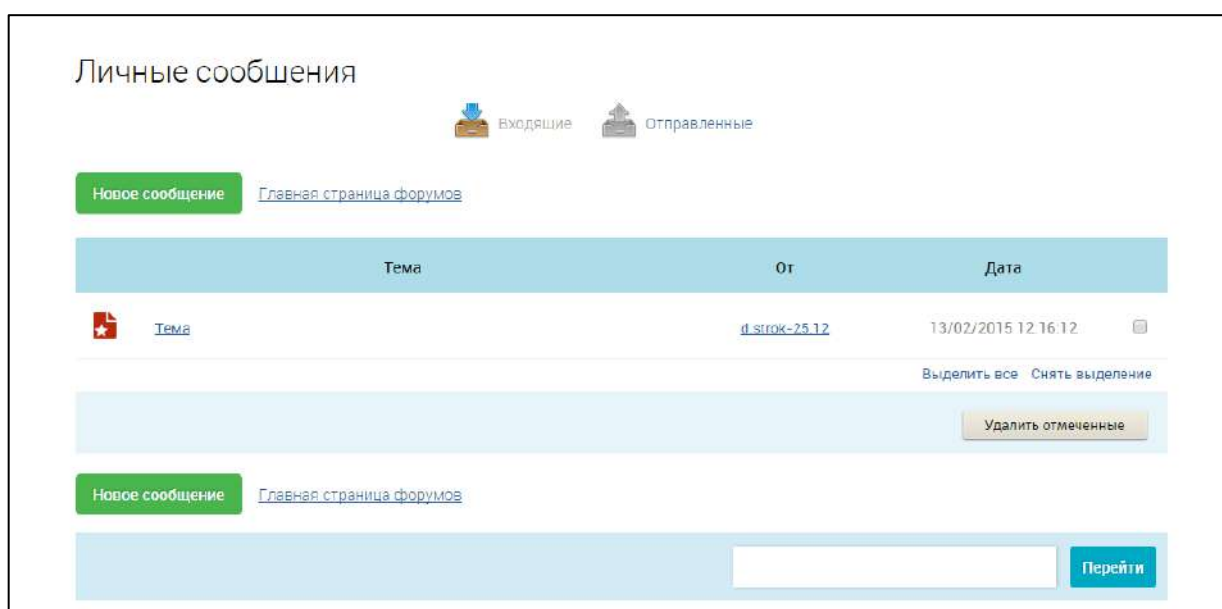 Личные сообщения
Входящие Отправленные
Новое сообщение Главная страница форумов
Тема От Дата
Тема d.strok-25.12 13/02/2015 12:16:12
Выделить все Снять выделение
Удалить отмеченные
Новое сообщение Главная страница форумов
Перейти